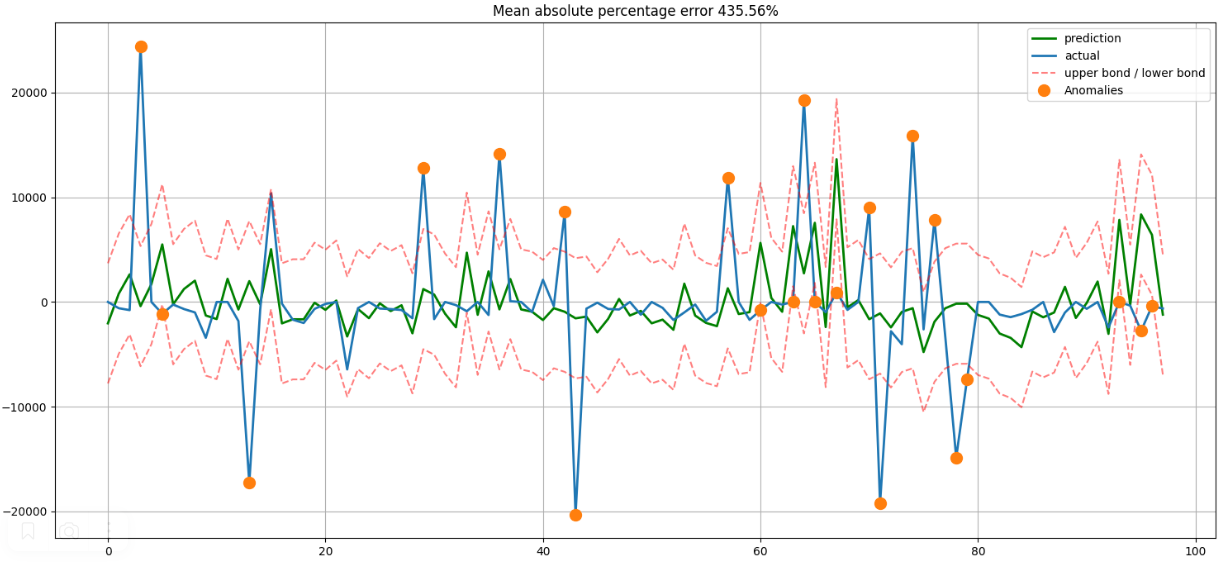 Mean absolute percentage error 435.56%
prediction
actual
upper bond / lower bond
Anomalies
20000
10000
0
−10000
−20000
0 20 40 60 80 100